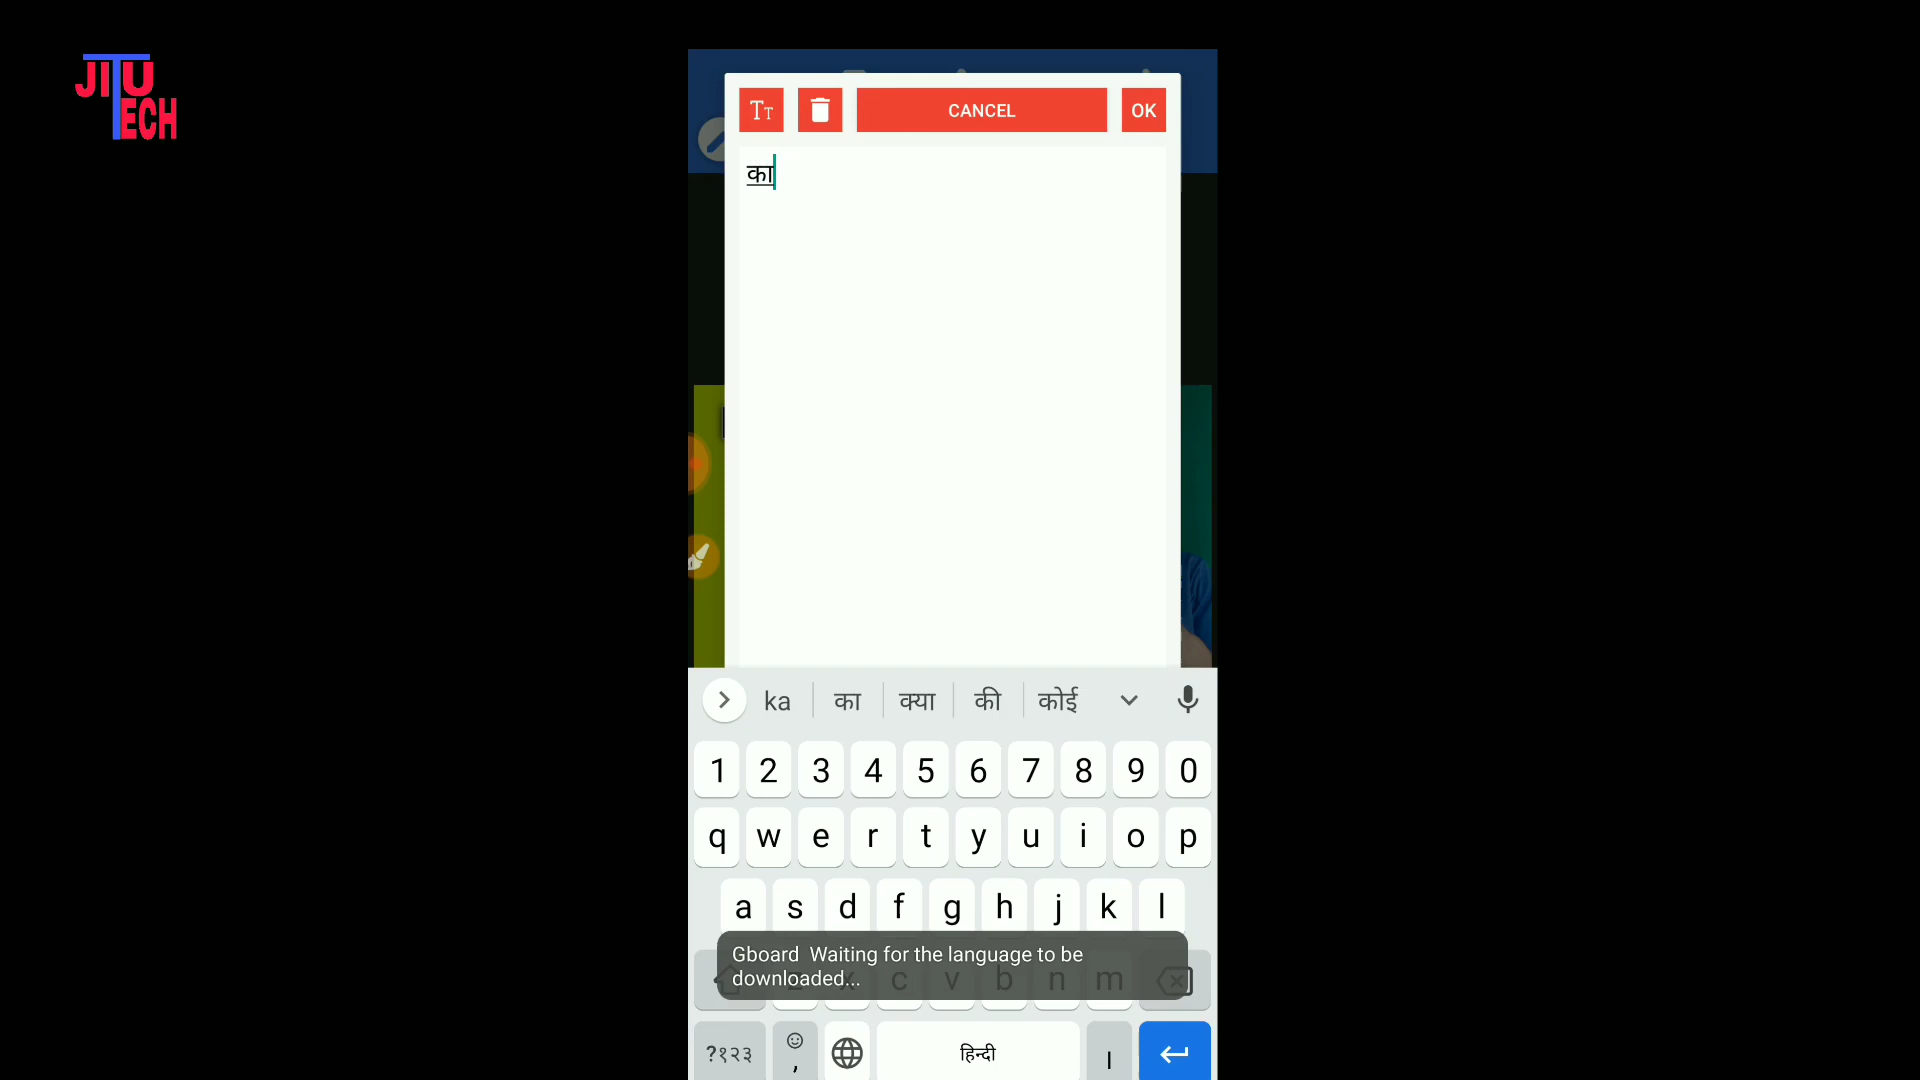 JITU
TECH
TT CANCEL OK
का
ka का क्या की कोई
1 2 3 4 5 6 7 8 9 0
q w e r t y u i o p
a s d f g h j k l
Gboard Waiting for the language to be
downloaded...
z x c v b n m
?१२३ , हिन्दी ।